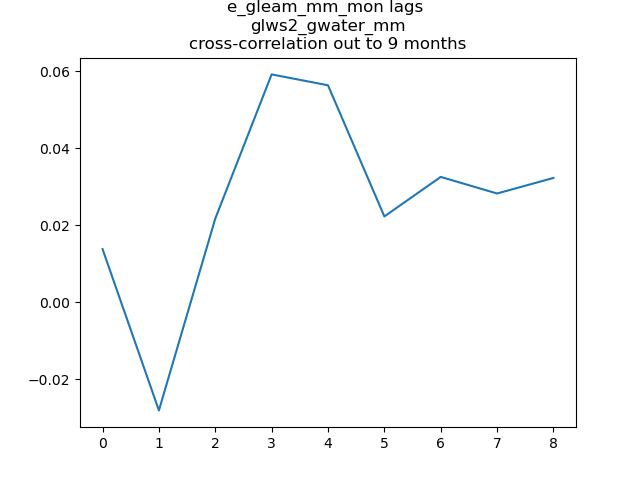 e_gleam_mm_mon lags
glws2_gwater_mm
cross-correlation out to 9 months
0.06
0.04
0.02
0.00
−0.02
0 1 2 3 4 5 6 7 8